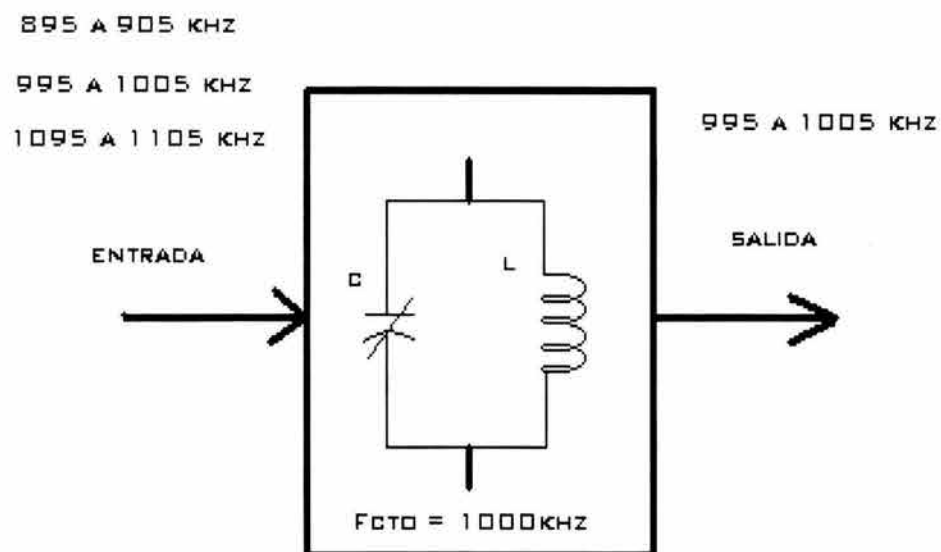 895 A 905 KHZ
995 A 1005 KHZ
1095 A 1105 KHZ
995 A 1005 KHZ
ENTRADA
SALIDA
C
L
FCTO = 1000KHZ